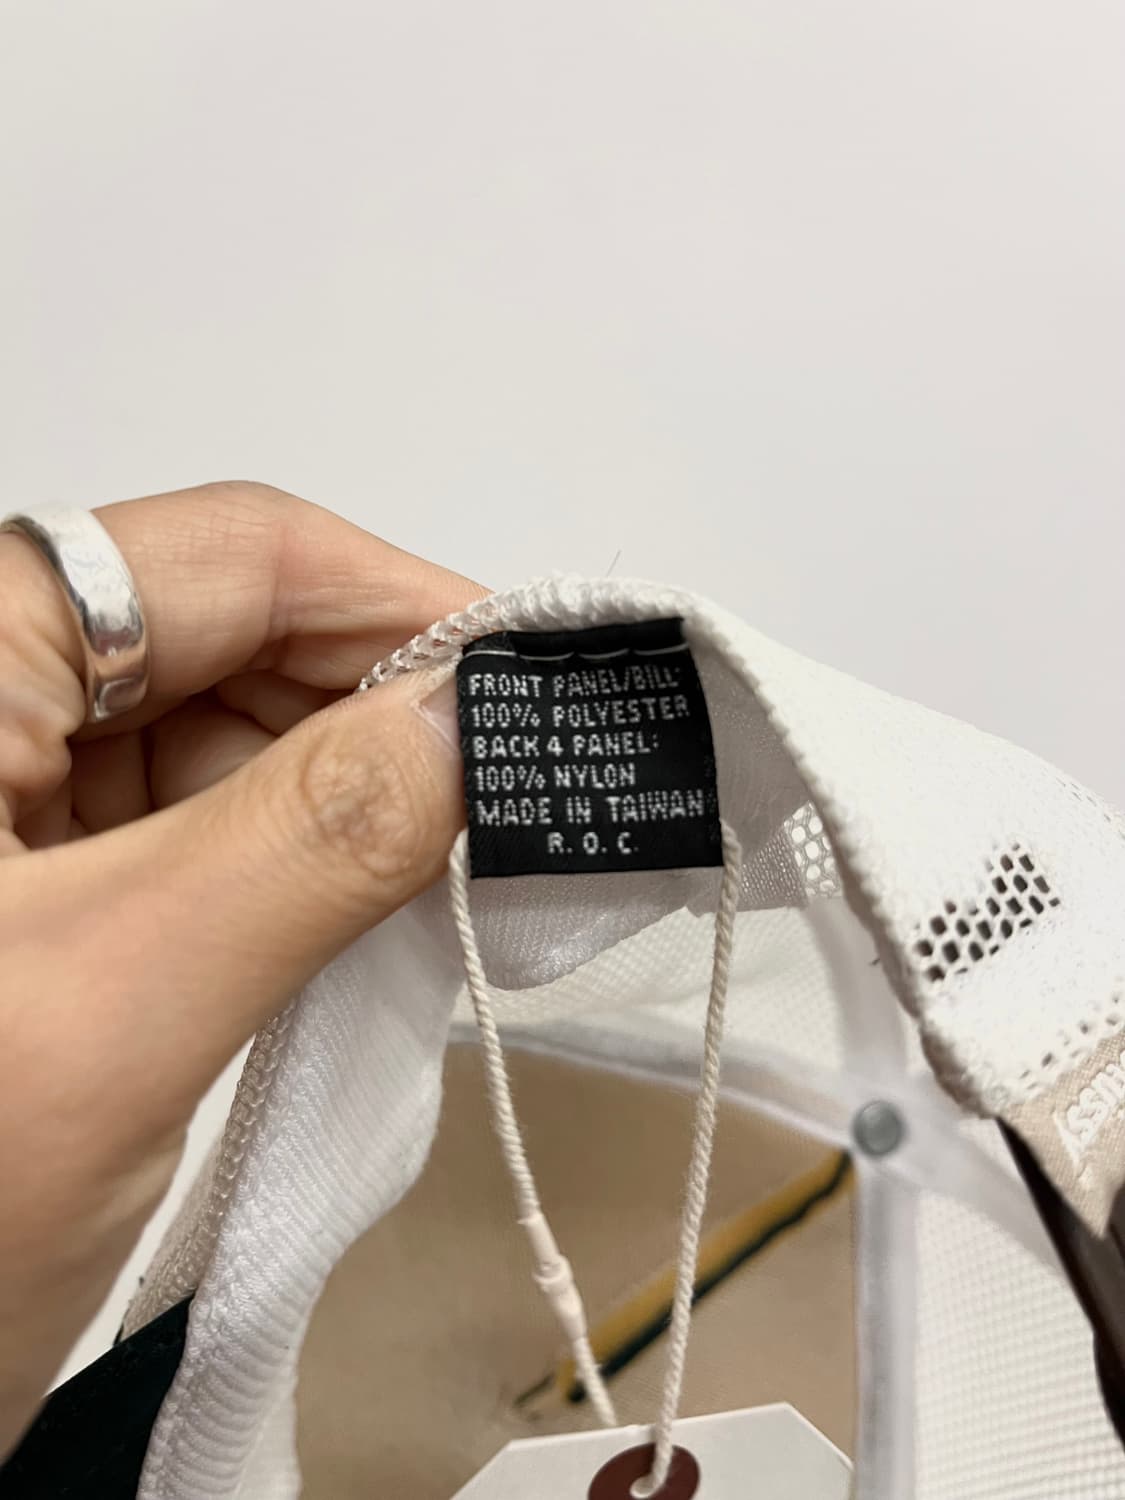 FRONT PANEL/BILL:
100% POLYESTER
BACK 4 PANEL:
100% NYLON
MADE IN TAIWAN
R. O. C.